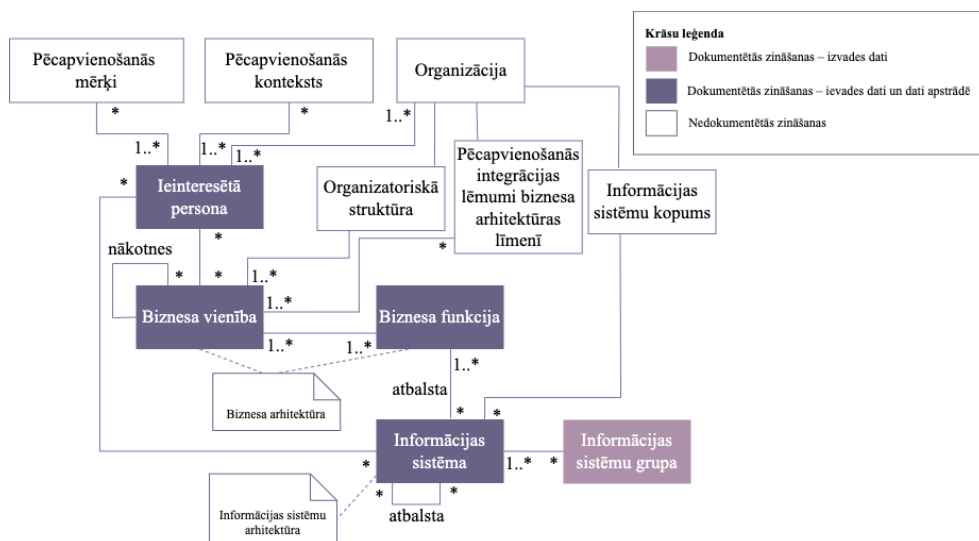 Pēcapvienošanās
mērķi
Pēcapvienošanās
konteksts
Organizācija
Krāsu leģenda
Dokumentētās zināšanas – izvades dati
Dokumentētās zināšanas – ievades dati un dati apstrādē
Nedokumentētās zināšanas
*
*
1..*
1..*
1..*
1..*
*
Ieinteresētā
persona
Organizatoriskā
struktūra
Pēcapvienošanās
integrācijas
lēmumi biznesa
arhitektūras
līmenī
Informācijas
sistēmu kopums
*
nākotnes
*
*
*
1..*
1..*
Biznesa vienība
Biznesa funkcija
1..*
1..*
1..*
Biznesa arhitektūra
atbalsta
*
*
Informācijas
sistēma
Informācijas
sistēmu grupa
*
1..*
*
*
*
atbalsta
Informācijas sistēmu
arhitektūra